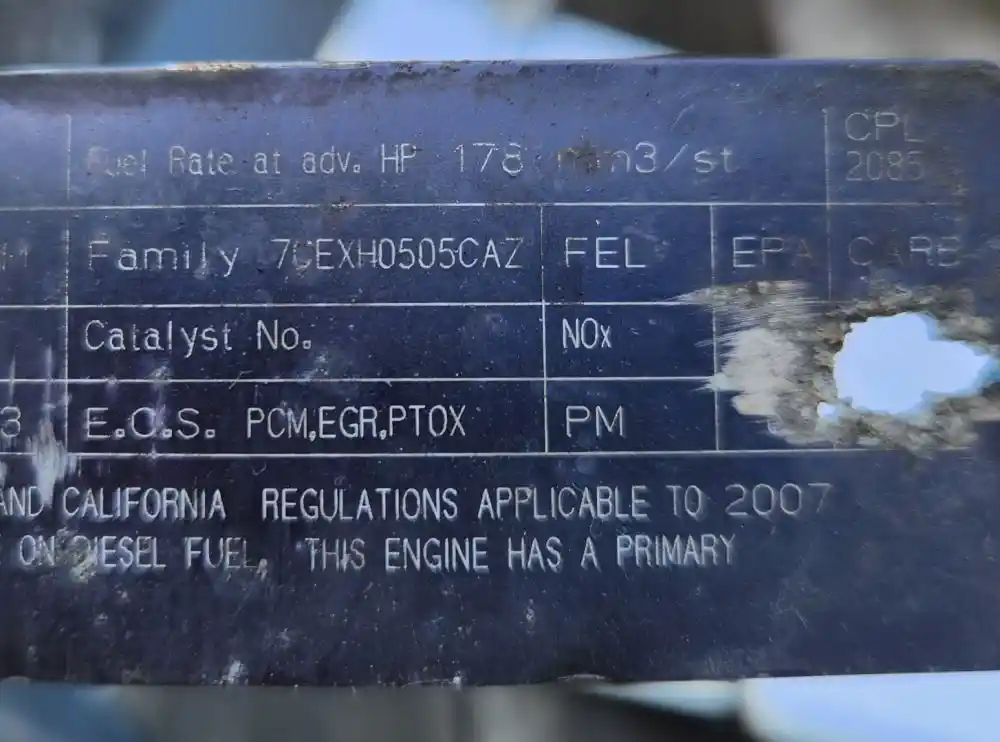 Fuel Rate at adv. HP 178 mm3/st
CPL
2085
Family 7CEXH0505CAZ FEL EPA CARB
Catalyst No. NOx
3 E.C.S. PCM,EGR,PTOX PM
AND CALIFORNIA REGULATIONS APPLICABLE TO 2007
ON DIESEL FUEL. THIS ENGINE HAS A PRIMARY